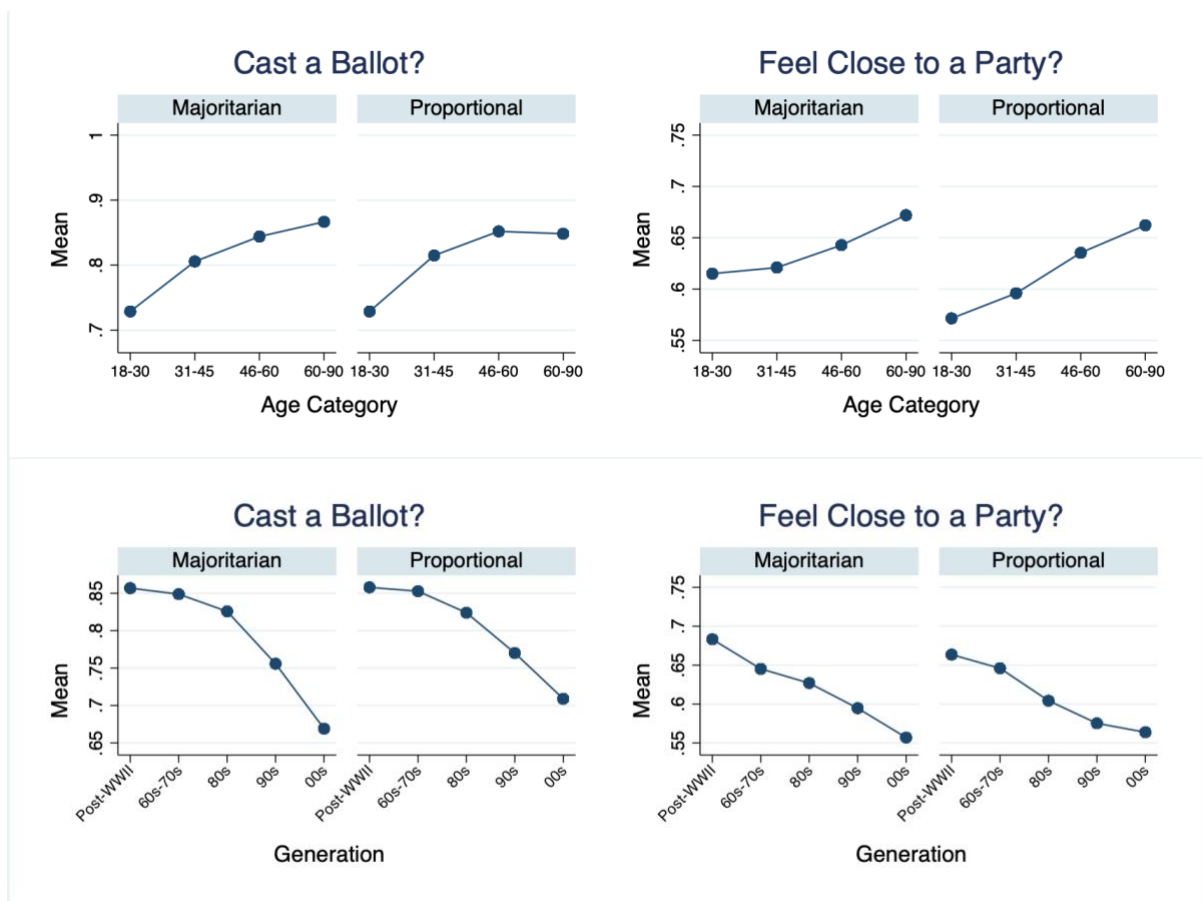 Cast a Ballot?
Majoritarian Proportional
Mean
1
.9
.8
.7
18-30 31-45 46-60 60-90 18-30 31-45 46-60 60-90
Age Category
Feel Close to a Party?
Majoritarian Proportional
Mean
.75
.7
.65
.6
.55
18-30 31-45 46-60 60-90 18-30 31-45 46-60 60-90
Age Category
Cast a Ballot?
Majoritarian Proportional
Mean
.85
.8
.75
.7
.65
Post-WWII 60s-70s 80s 90s 00s Post-WWII 60s-70s 80s 90s 00s
Generation
Feel Close to a Party?
Majoritarian Proportional
Mean
.75
.7
.65
.6
.55
Post-WWII 60s-70s 80s 90s 00s Post-WWII 60s-70s 80s 90s 00s
Generation